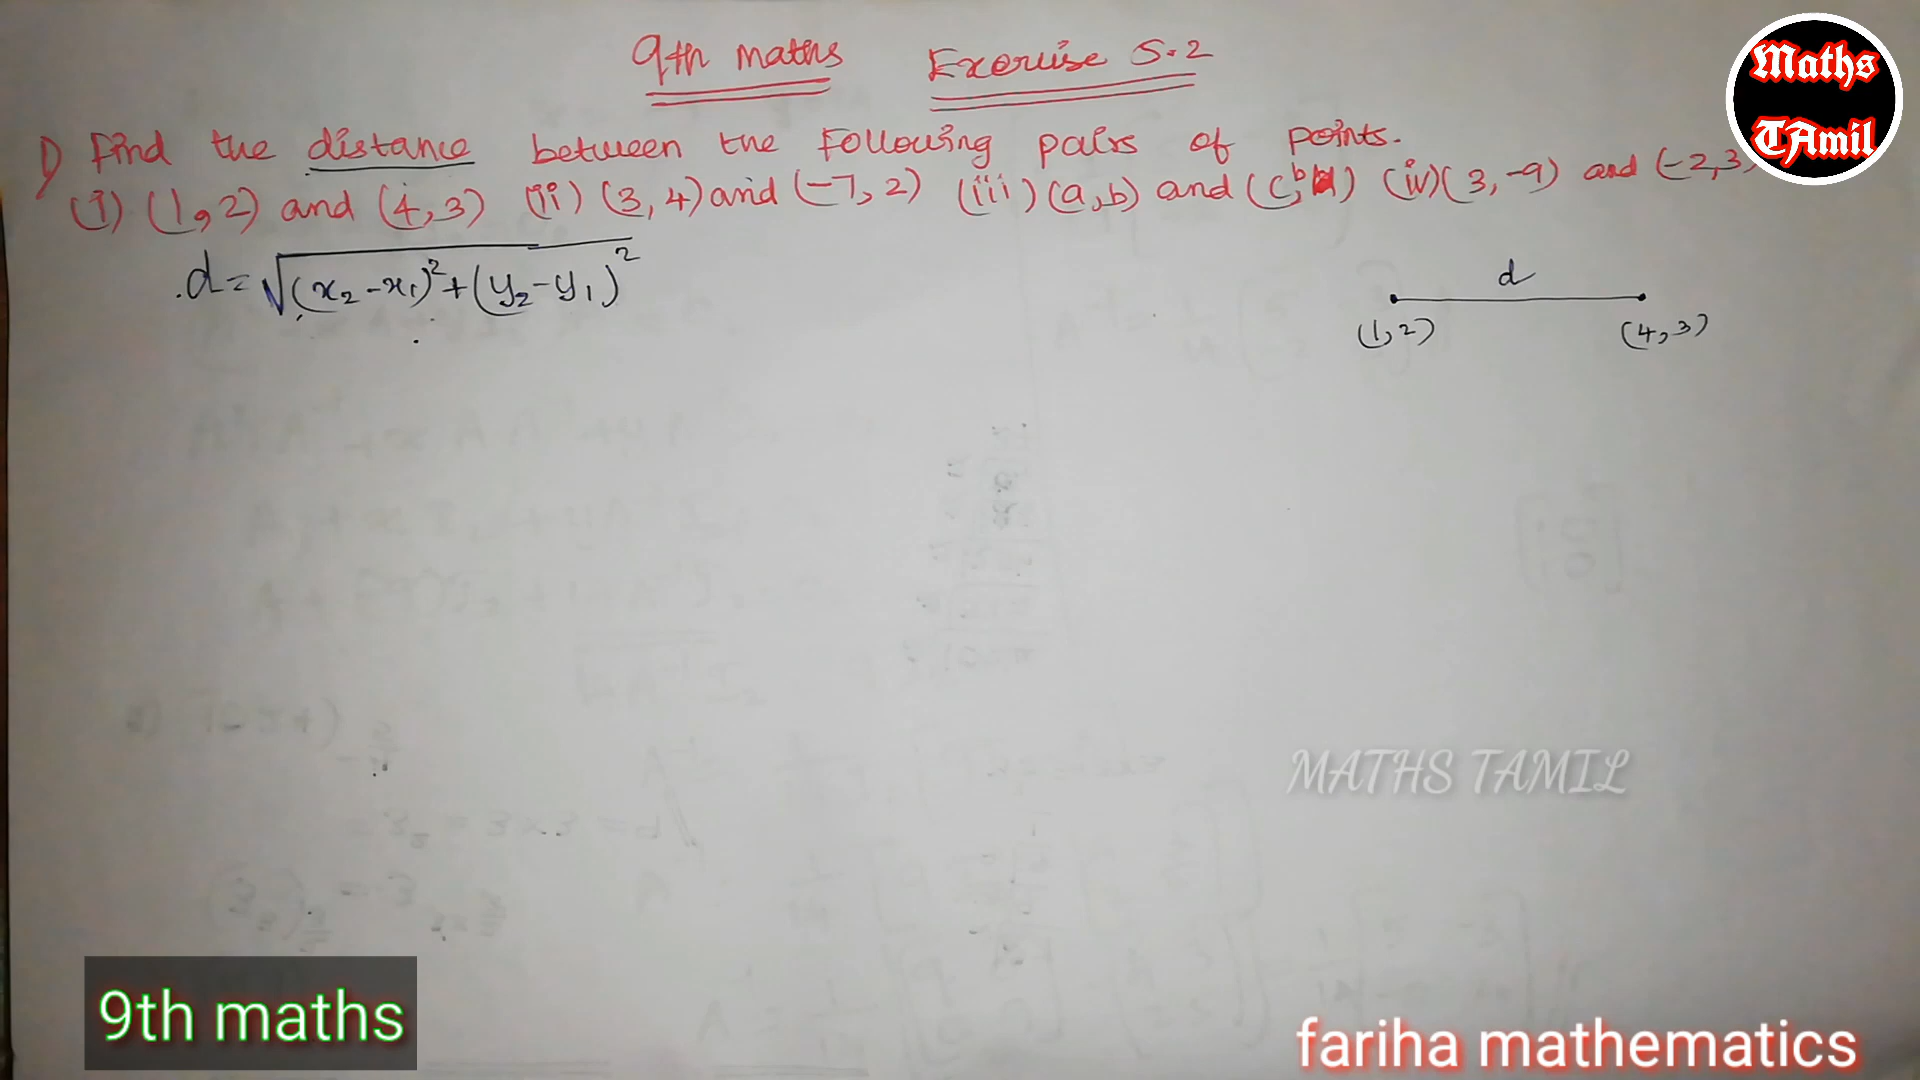 9th maths Exercise 5.2
1) Find the distance between the following pairs of points.
(i) (1,2) and (4,3) (ii) (3,4) and (-7,2) (iii) (a,b) and (c,b) (iv) (3,-9) and (-2,3)
d=√(x₂-x₁)²+(y₂-y₁)²
d
(1,2) (4,3)
Maths
TAmil
MATHS TAMIL
9th maths
fariha mathematics